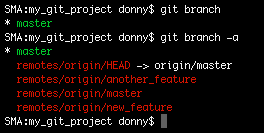 SMA:my_git_project donny$ git branch
* master
SMA:my_git_project donny$ git branch -a
* master
remotes/origin/HEAD -> origin/master
remotes/origin/another_feature
remotes/origin/master
remotes/origin/new_feature
SMA:my_git_project donny$